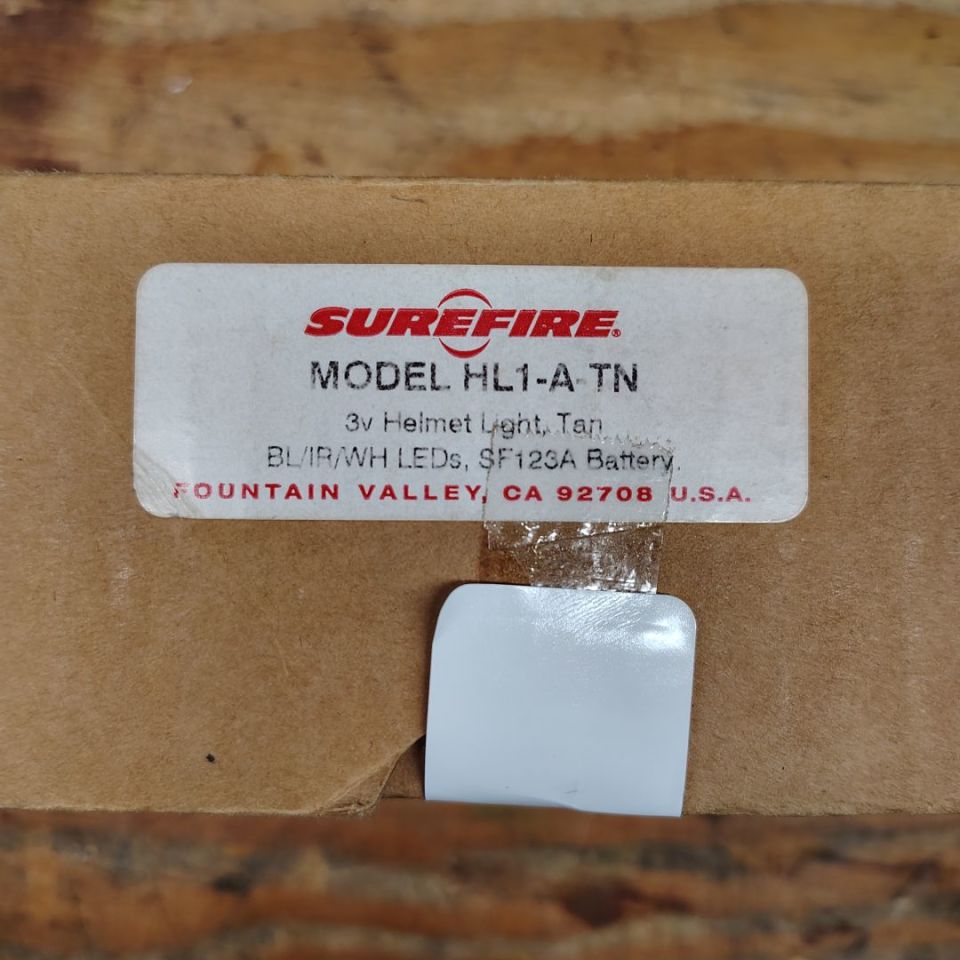 SUREFIRE®
MODEL HL1-A-TN
3v Helmet Light, Tan
BL/IR/WH LEDs, SF123A Battery
FOUNTAIN VALLEY, CA 92708 U.S.A.